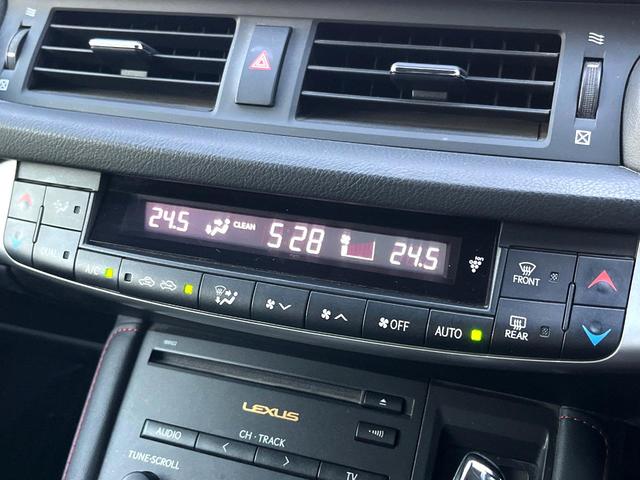 24.5 CLEAN 5:28 24.5
ion
DUAL
A/C
OFF
AUTO
FRONT
REAR
LEXUS
AUDIO
CH · TRACK
TUNE·SCROLL
TV